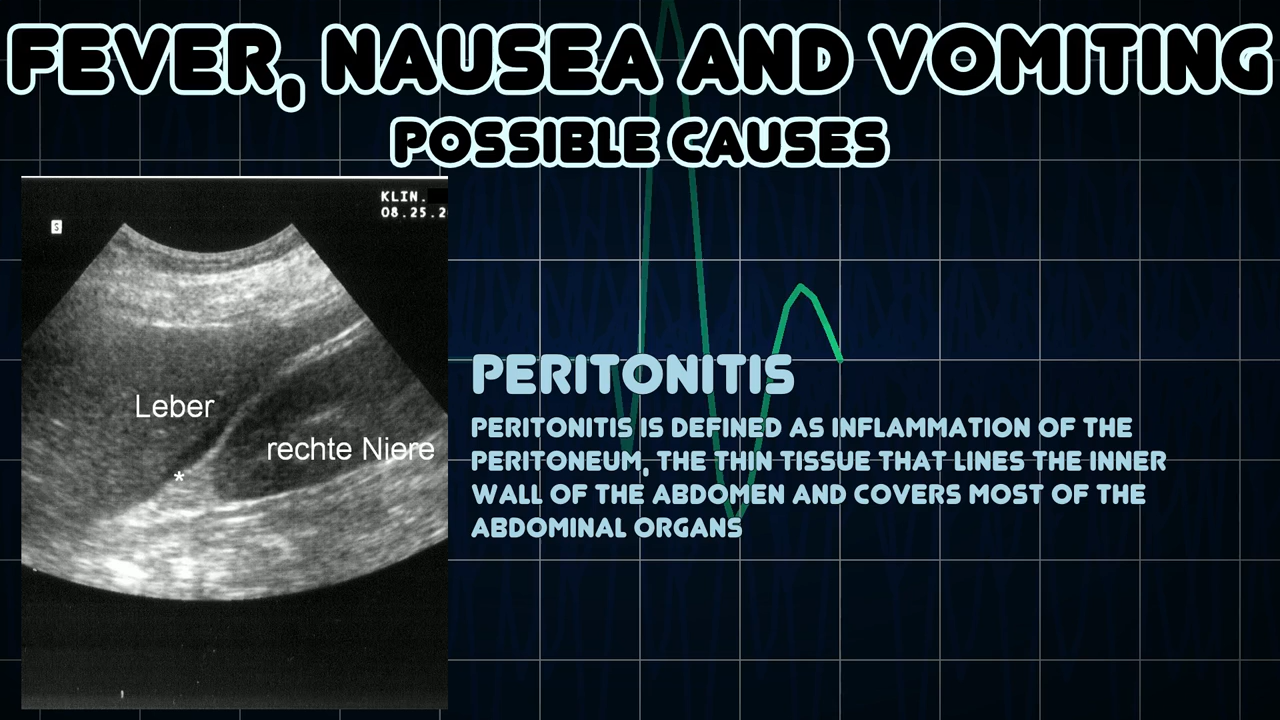 FEVER, NAUSEA AND VOMITING
POSSIBLE CAUSES
KLIN.
08.25.2
S
Leber
rechte Niere
*
PERITONITIS
PERITONITIS IS DEFINED AS INFLAMMATION OF THE
PERITONEUM, THE THIN TISSUE THAT LINES THE INNER
WALL OF THE ABDOMEN AND COVERS MOST OF THE
ABDOMINAL ORGANS